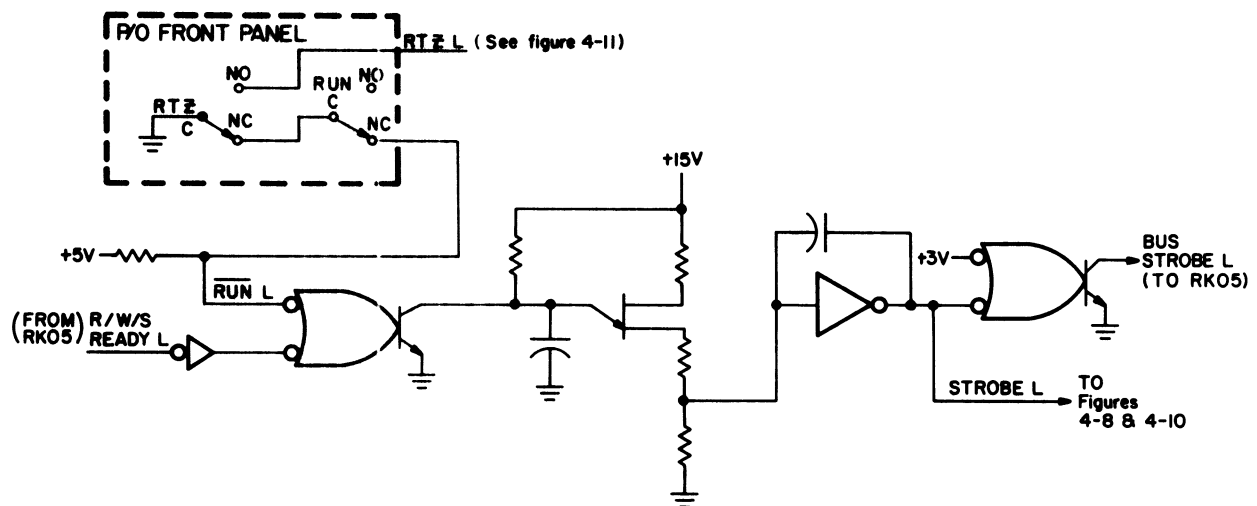 P/O FRONT PANEL
RTZ L (See figure 4-11)
NO
RUN
NO
RTZ
C
NC
C
NC
+15V
+5V
RUN L
(FROM RK05) R/W/S READY L
+3V
BUS
STROBE L
(TO RK05)
STROBE L
TO
Figures
4-8 & 4-10